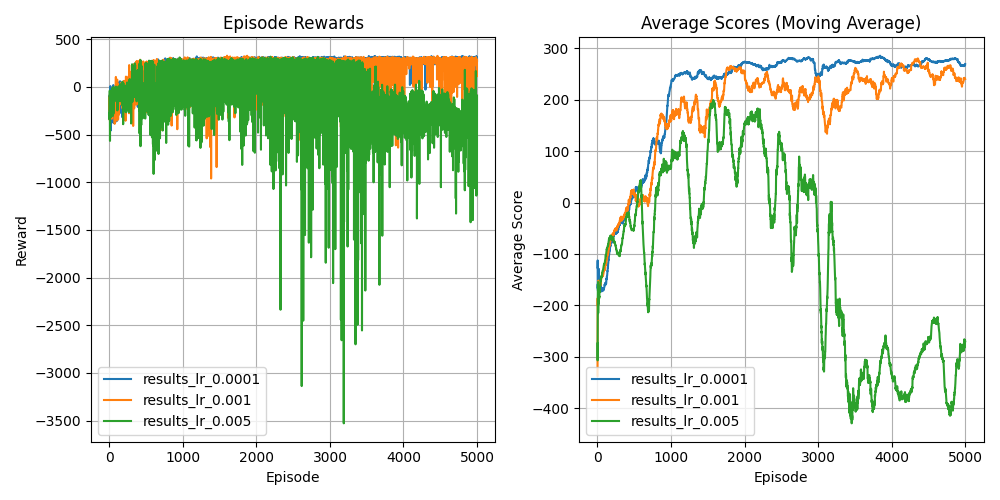 Episode Rewards
500
0
−500
−1000
−1500
−2000
−2500
−3000
−3500
Reward
results_lr_0.0001
results_lr_0.001
results_lr_0.005
0
1000
2000
3000
4000
5000
Episode
Average Scores (Moving Average)
300
200
100
0
−100
−200
−300
−400
Average Score
results_lr_0.0001
results_lr_0.001
results_lr_0.005
0
1000
2000
3000
4000
5000
Episode